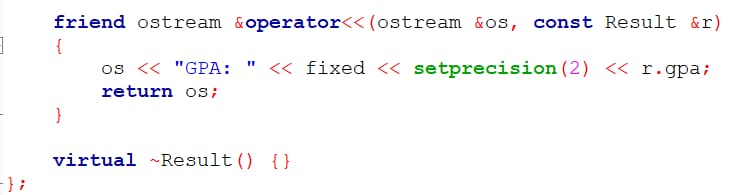 friend ostream &operator<<(ostream &os, const Result &r)
{
os << "GPA: " << fixed << setprecision(2) << r.gpa;
return os;
}
virtual ~Result() {}
};